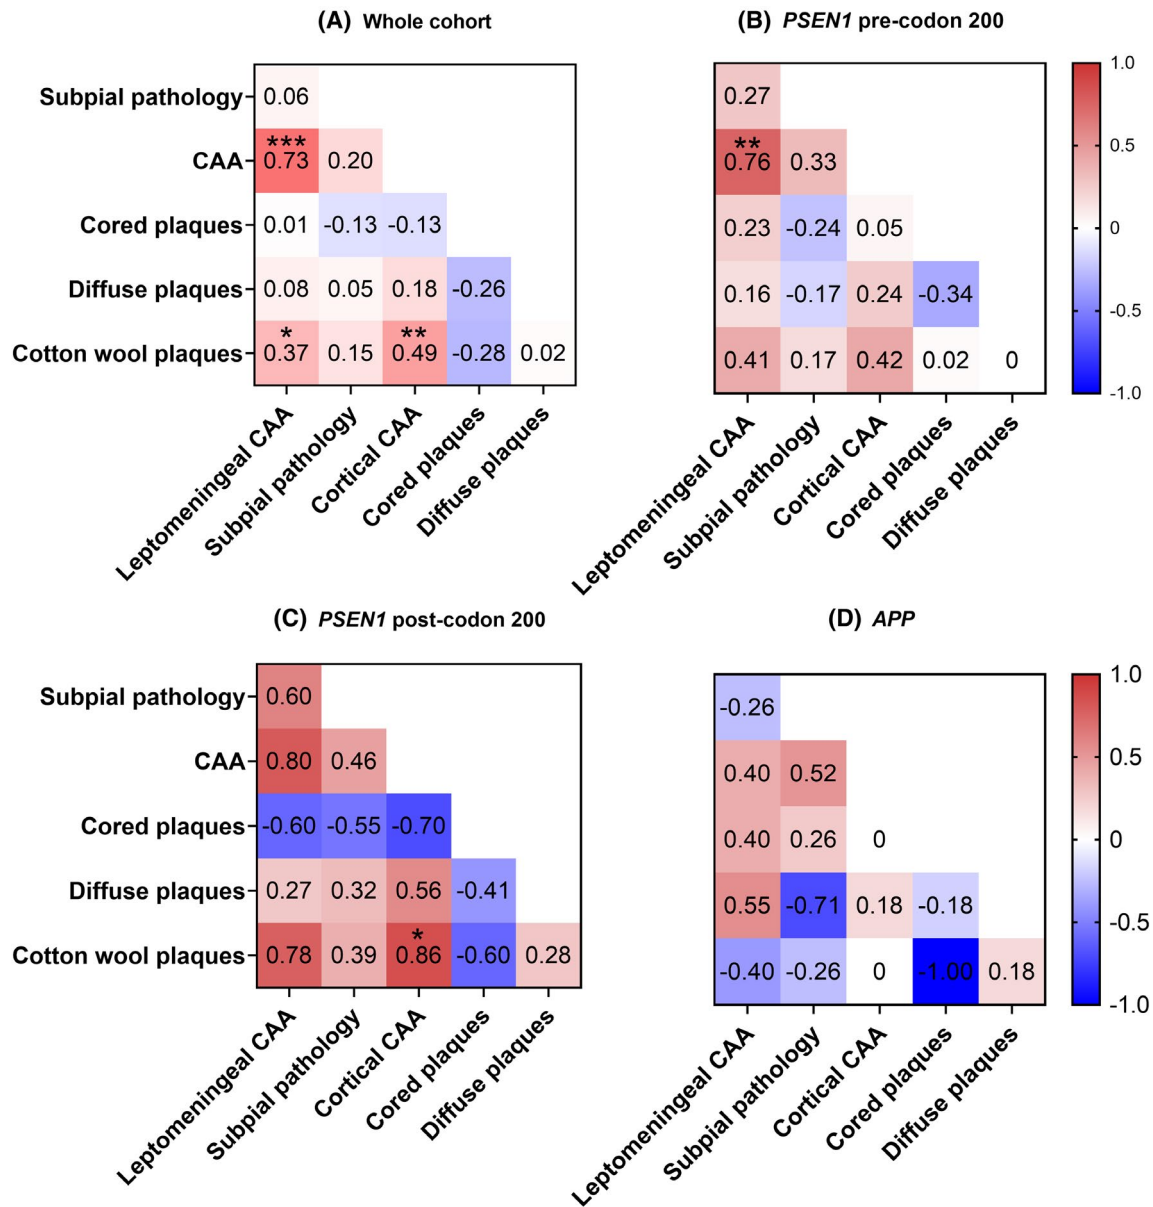 (A) Whole cohort
Subpial pathology 0.06
***
CAA 0.73 0.20
Cored plaques 0.01 -0.13 -0.13
Diffuse plaques 0.08 0.05 0.18 -0.26
* **
Cotton wool plaques 0.37 0.15 0.49 -0.28 0.02
Leptomeningeal CAA
Subpial pathology
Cortical CAA
Cored plaques
Diffuse plaques
(B) PSEN1 pre-codon 200
0.27
**
0.76 0.33
0.23 -0.24 0.05
0.16 -0.17 0.24 -0.34
0.41 0.17 0.42 0.02 0
Leptomeningeal CAA
Subpial pathology
Cortical CAA
Cored plaques
Diffuse plaques
1.0
0.5
0
-0.5
-1.0
(C) PSEN1 post-codon 200
Subpial pathology 0.60
CAA 0.80 0.46
Cored plaques -0.60 -0.55 -0.70
Diffuse plaques 0.27 0.32 0.56 -0.41
*
Cotton wool plaques 0.78 0.39 0.86 -0.60 0.28
Leptomeningeal CAA
Subpial pathology
Cortical CAA
Cored plaques
Diffuse plaques
(D) APP
-0.26
0.40 0.52
0.40 0.26 0
0.55 -0.71 0.18 -0.18
-0.40 -0.26 0 -1.00 0.18
Leptomeningeal CAA
Subpial pathology
Cortical CAA
Cored plaques
Diffuse plaques
1.0
0.5
0
-0.5
-1.0